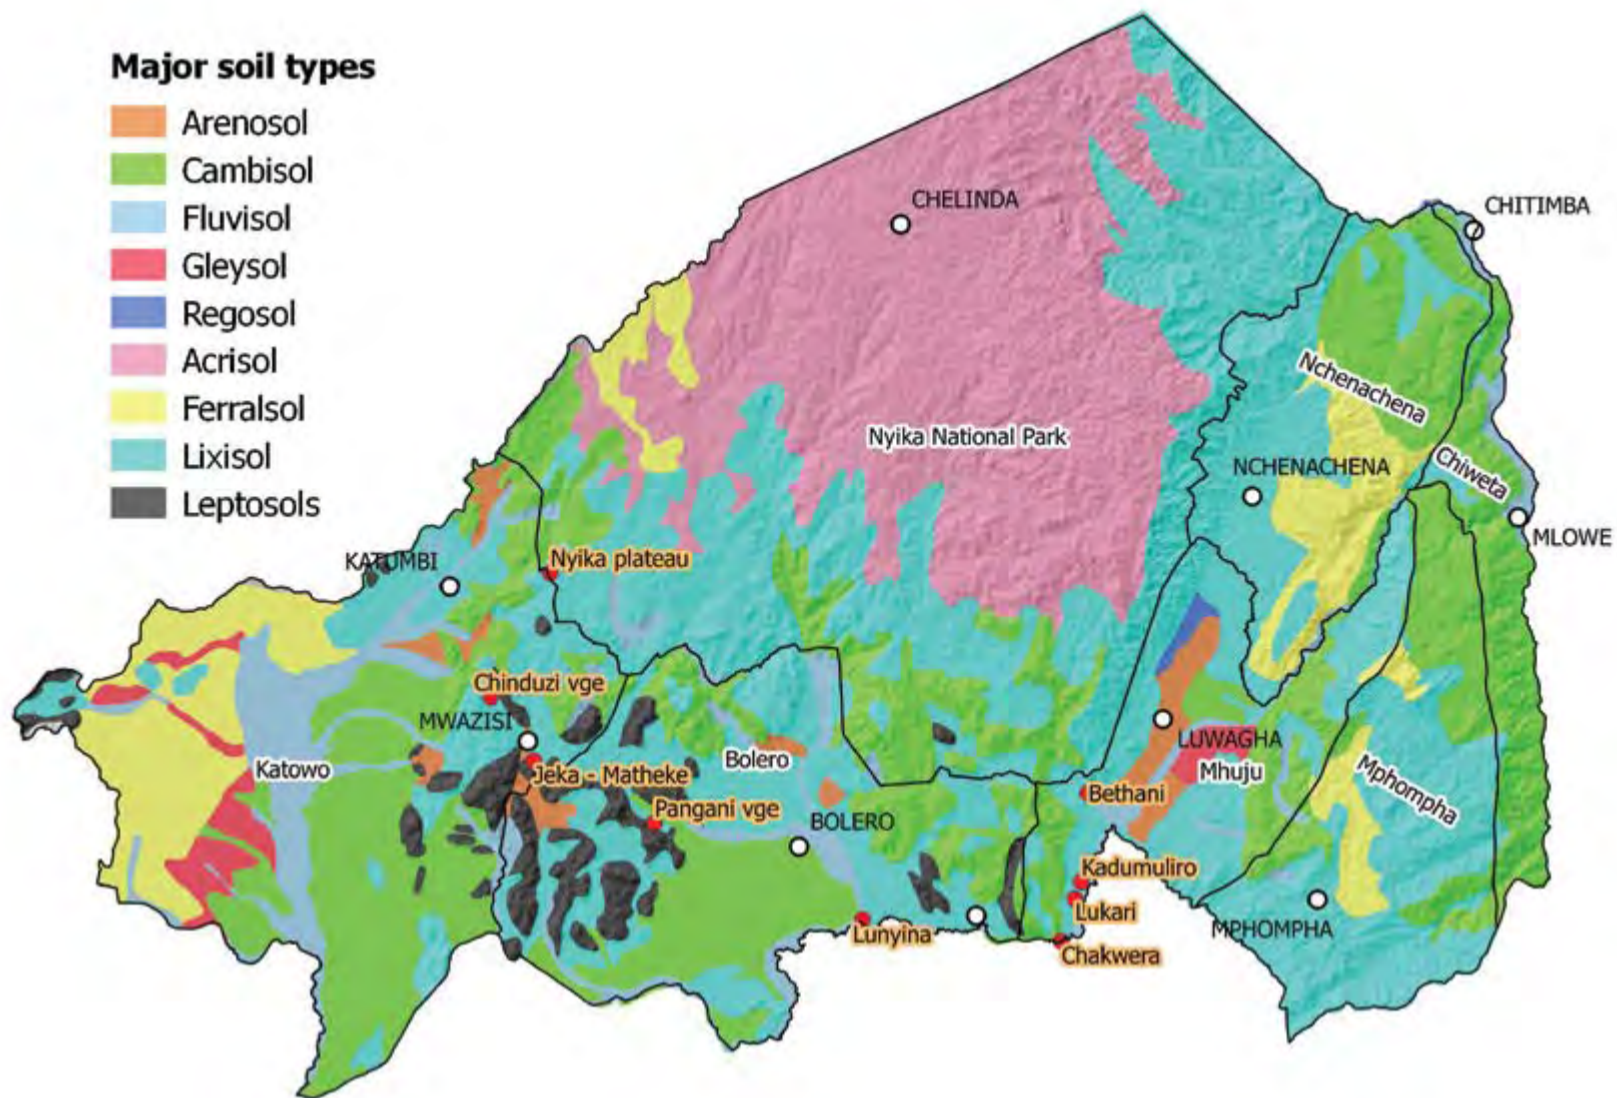 Major soil types
Arenosol
Cambisol
Fluvisol
Gleysol
Regosol
Acrisol
Ferralsol
Lixisol
Leptosols
CHELINDA
CHITIMBA
Nchenachena
Nyika National Park
NCHENACHENA
Chiweta
MLOWE
KATUMBI
Nyika plateau
Chinduzi vge
MWAZISI
LUWAGHA
Katowo
Jeka - Matheke
Bolero
Mhuju
Mphompha
Bethani
Pangani vge
BOLERO
Kadumuliro
Lukari
Lunyina
MPHOMPHA
Chakwera